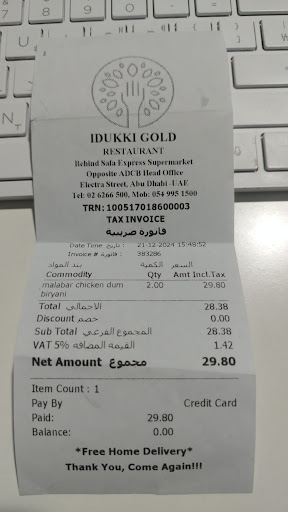 IDUKKI GOLD
RESTAURANT
Behind Safa Express Supermarket
Opposite ADCB Head Office
Electra Street, Abu Dhabi -UAE
Tel: 02 6266 500, Mob: 054 995 1500
TRN:100517018600003
TAX INVOICE
فاتورة ضريبية
Date Time تاريخ : 21-12-2024 15:48:52
Invoice # فاتورة : 383286
بند المواد الكمية السعر
Commodity Qty Amt Incl.Tax
malabar chicken dum 2.00 29.80
biryani
Total الاجمالي 28.38
Discount خصم 0.00
Sub Total المجموع الفرعي 28.38
VAT 5% القيمة المضافه 1.42
Net Amount مجموع 29.80
Item Count : 1
Pay By Credit Card
Paid: 29.80
Balance: 0.00
*Free Home Delivery*
Thank You, Come Again!!!